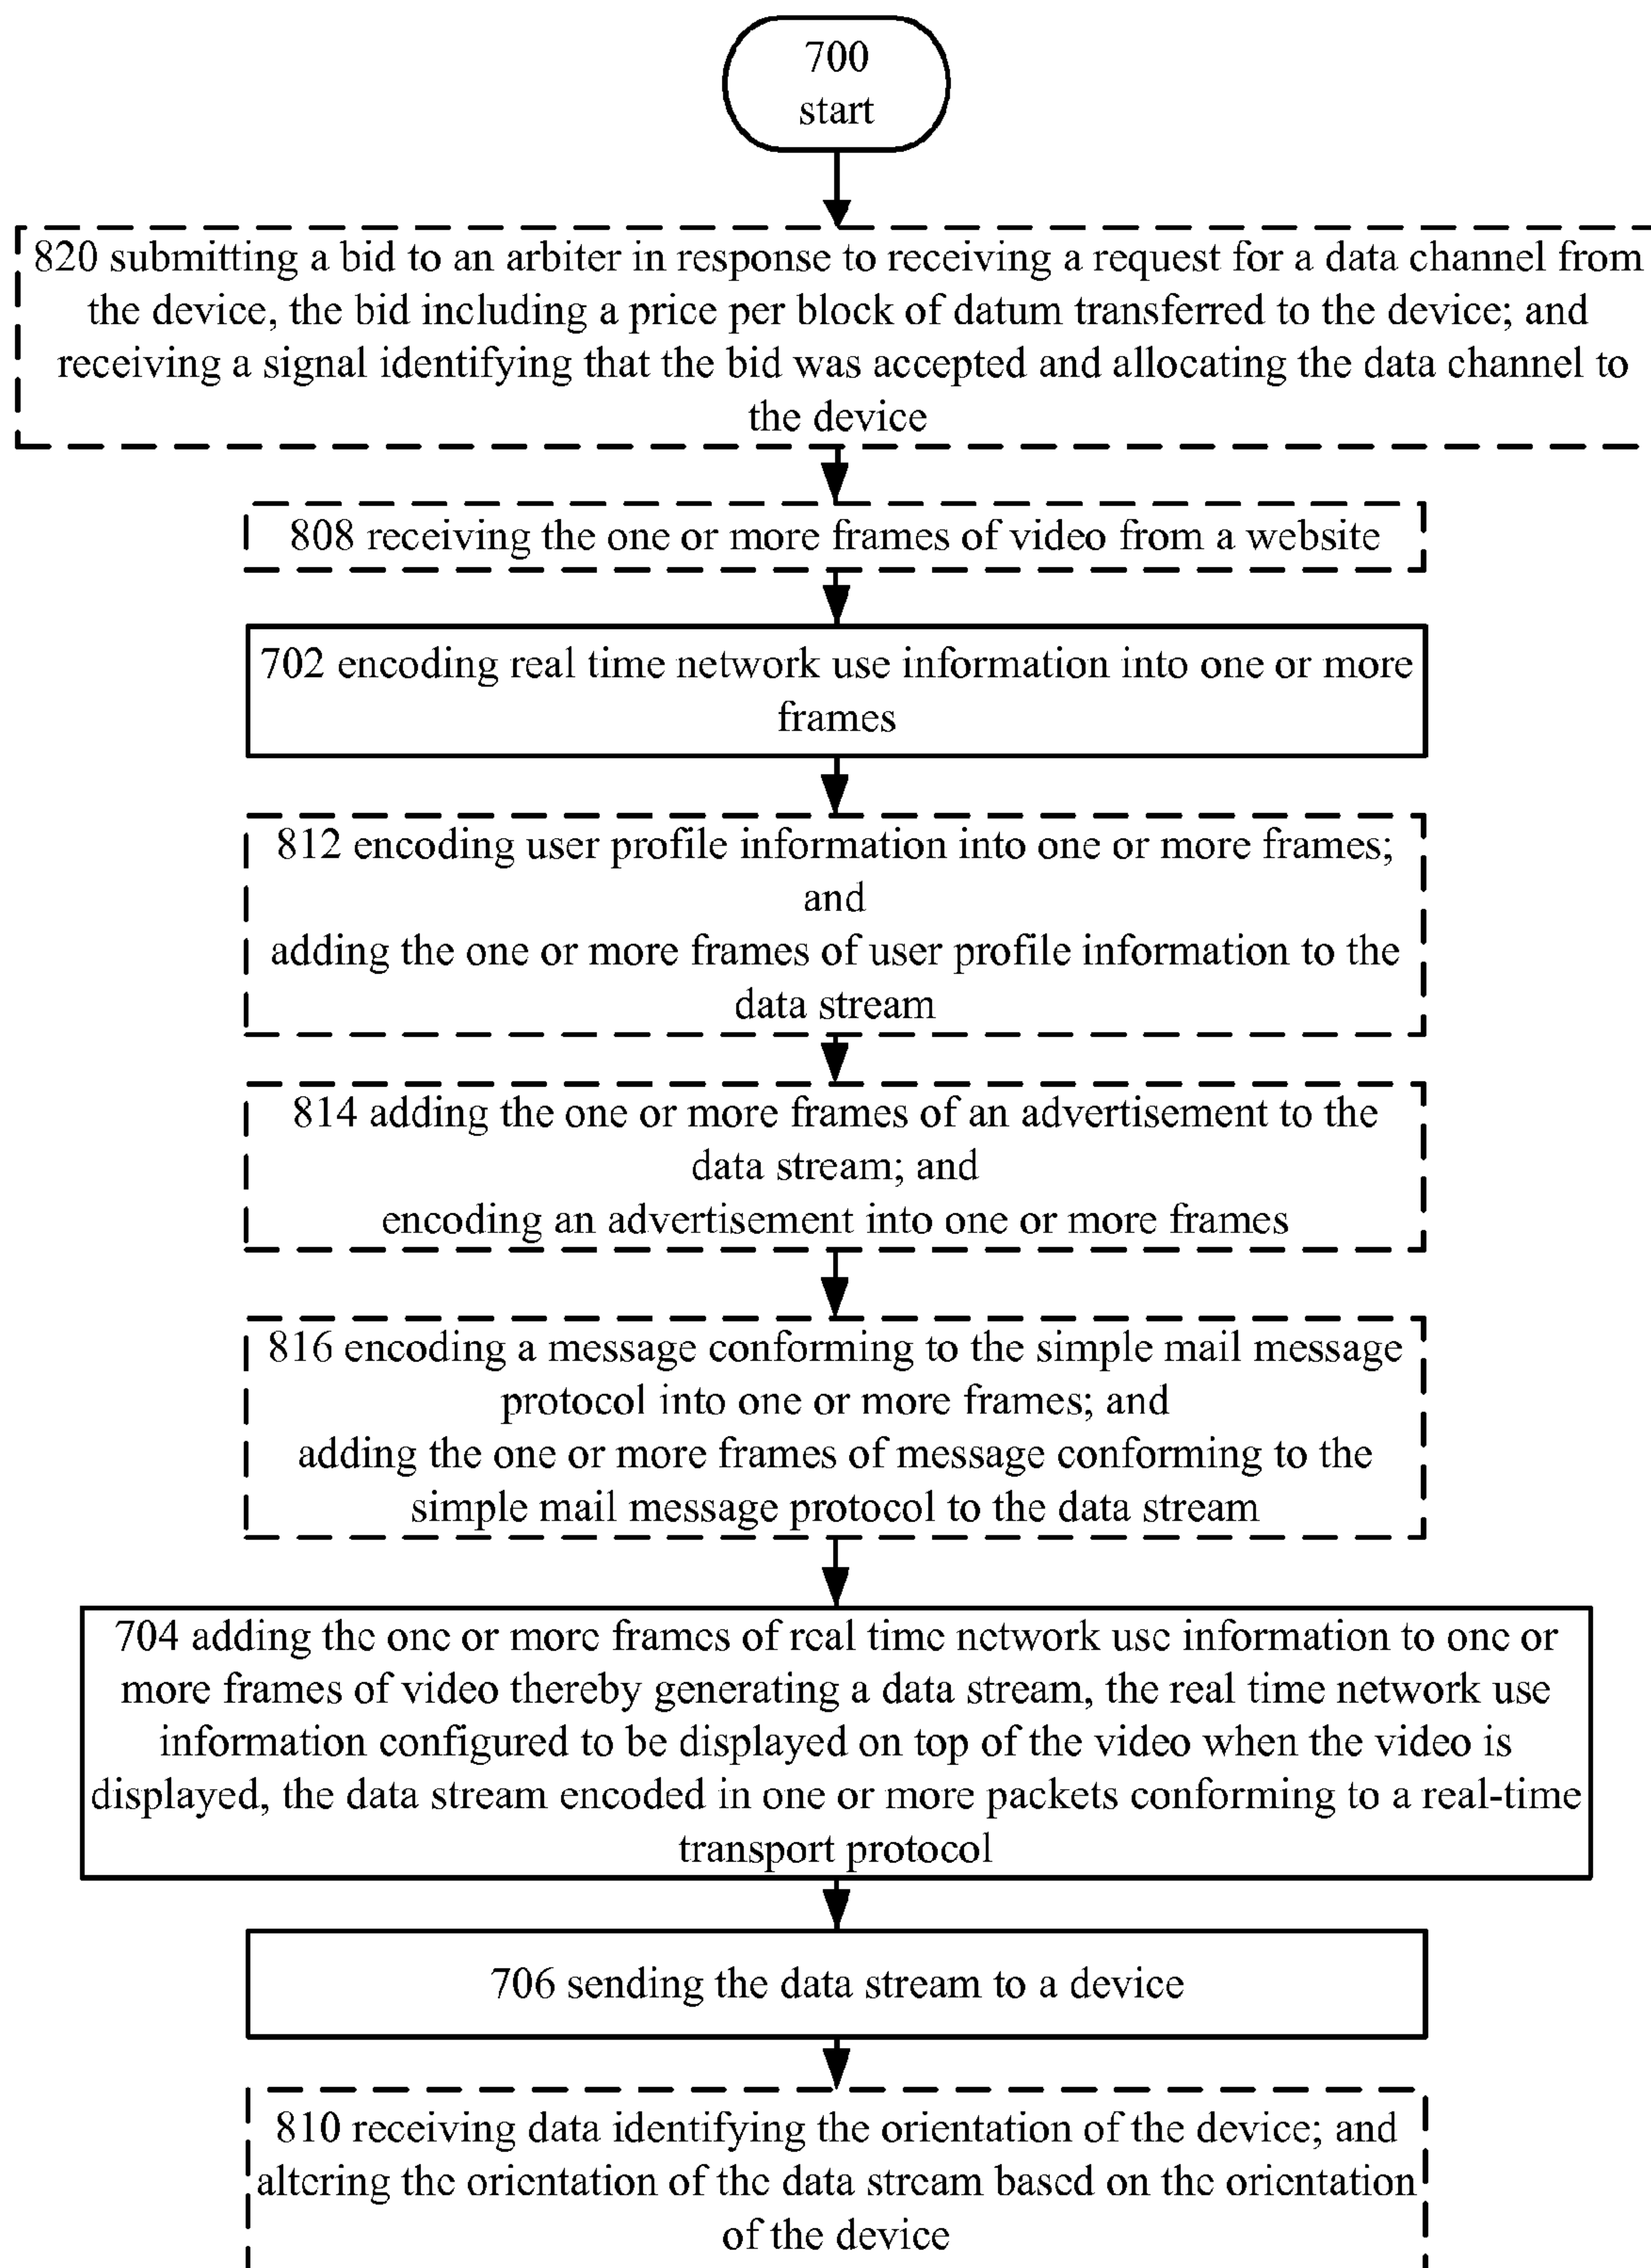 700
start
820 submitting a bid to an arbiter in response to receiving a request for a data channel from
the device, the bid including a price per block of datum transferred to the device; and
receiving a signal identifying that the bid was accepted and allocating the data channel to
the device
808 receiving the one or more frames of video from a website
702 encoding real time network use information into one or more
frames
812 encoding user profile information into one or more frames;
and
adding the one or more frames of user profile information to the
data stream
814 adding the one or more frames of an advertisement to the
data stream; and
encoding an advertisement into one or more frames
816 encoding a message conforming to the simple mail message
protocol into one or more frames; and
adding the one or more frames of message conforming to the
simple mail message protocol to the data stream
704 adding the one or more frames of real time network use information to one or
more frames of video thereby generating a data stream, the real time network use
information configured to be displayed on top of the video when the video is
displayed, the data stream encoded in one or more packets conforming to a real-time
transport protocol
706 sending the data stream to a device
810 receiving data identifying the orientation of the device; and
altering the orientation of the data stream based on the orientation
of the device